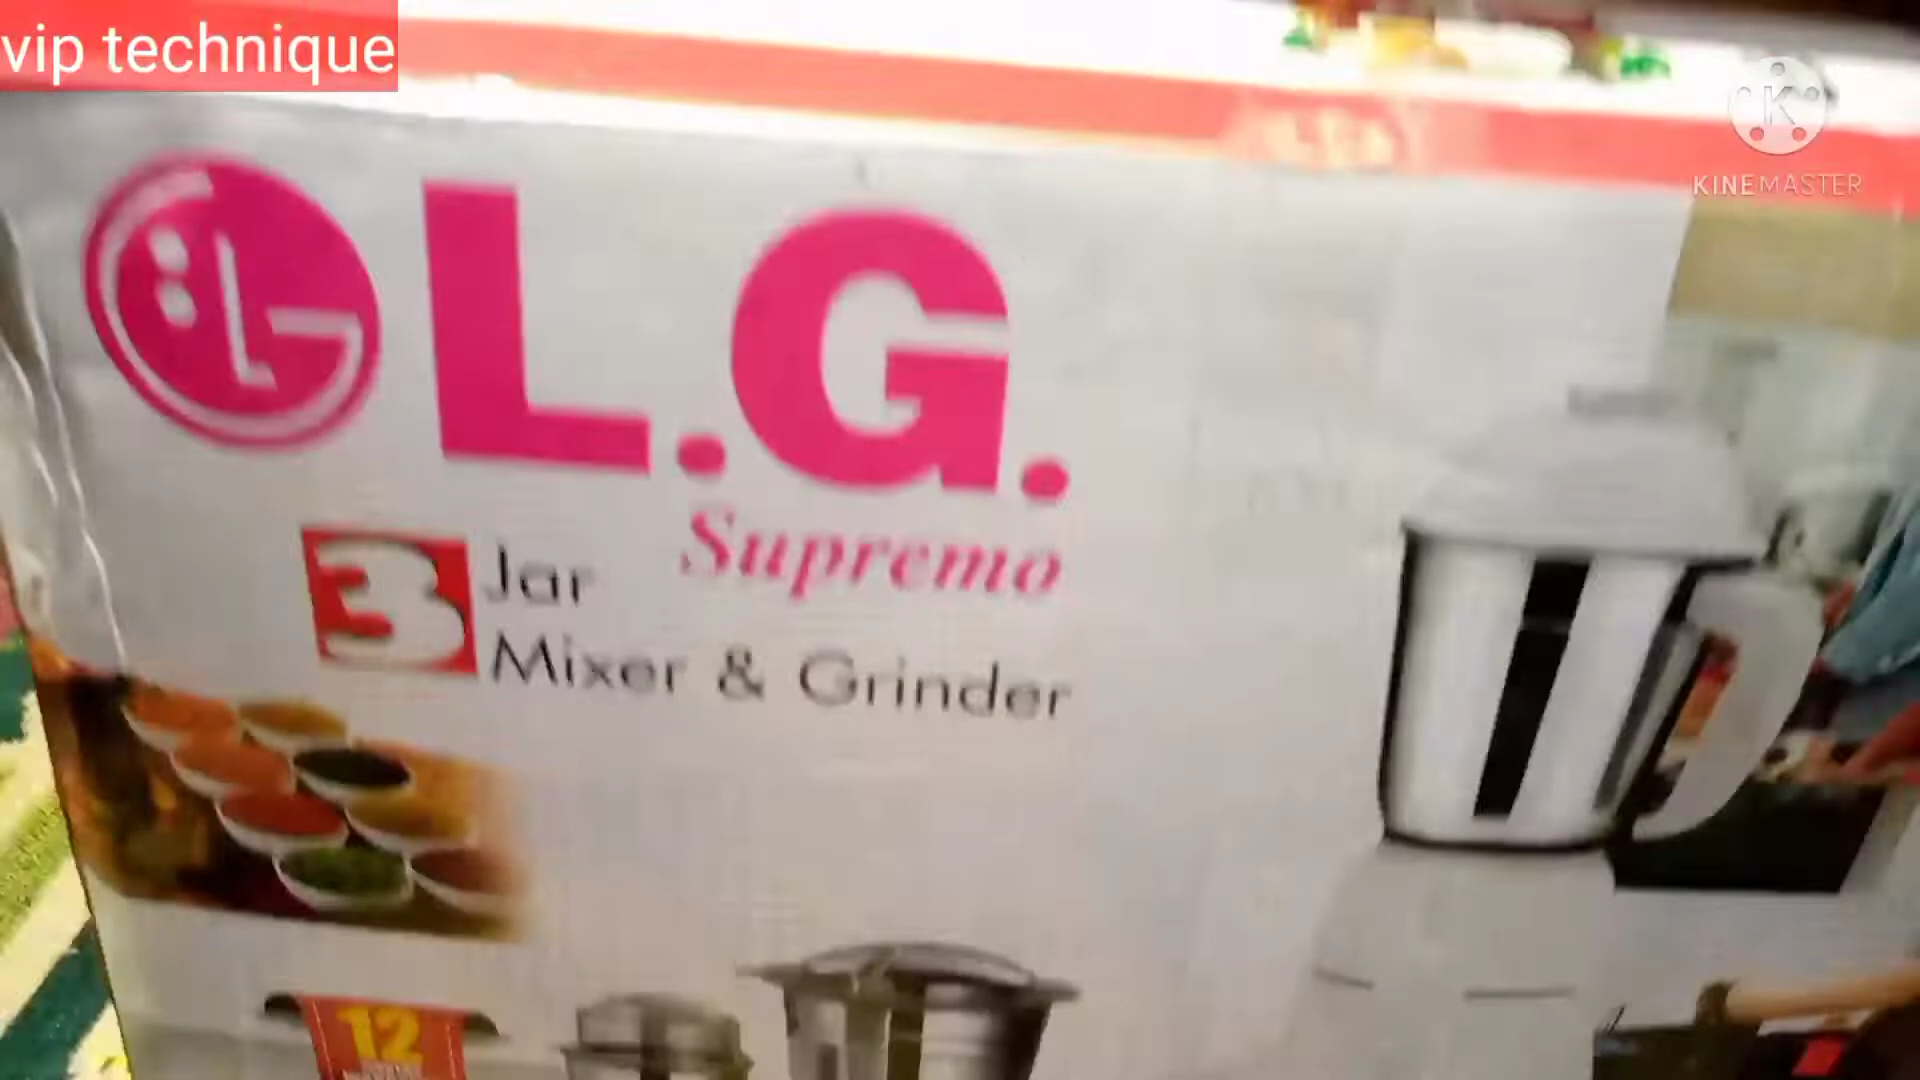 vip technique
KINEMASTER
LG L.G.
Supremo
3 Jar
Mixer & Grinder
12